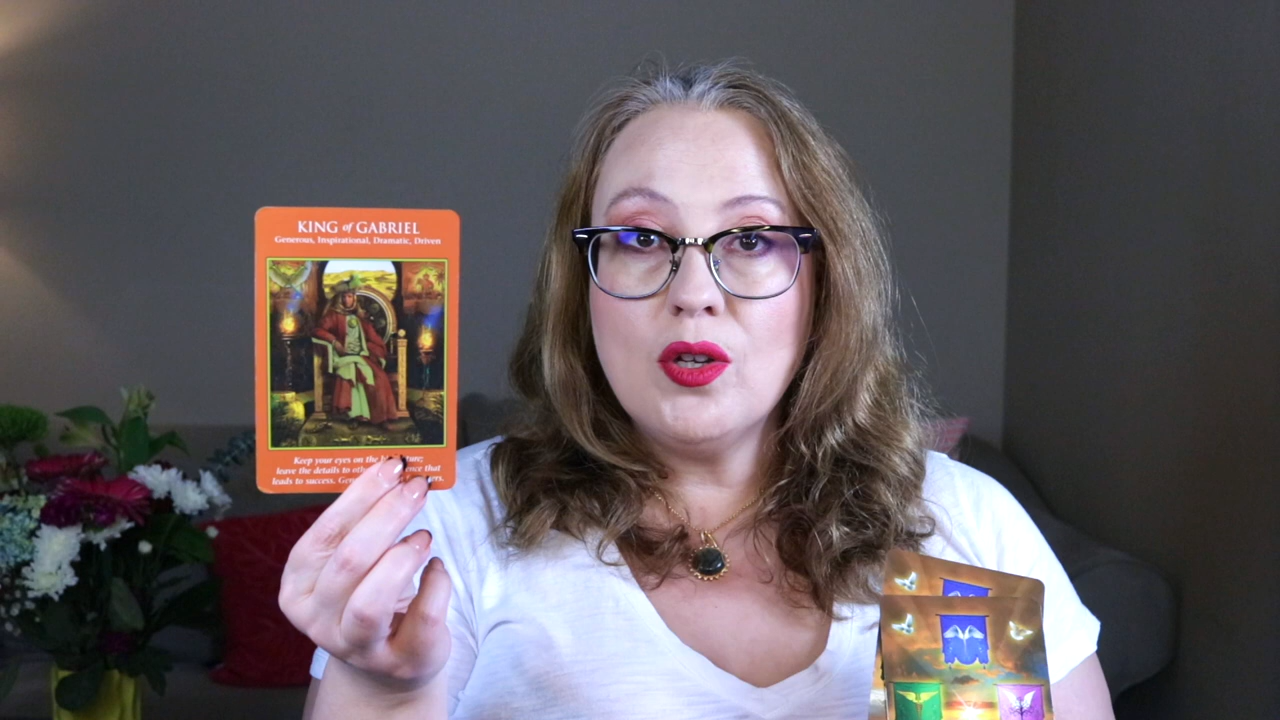 KING of GABRIEL
Generous, Inspirational, Dramatic, Driven
Keep your eyes on the
leave the details to that
leads to success.